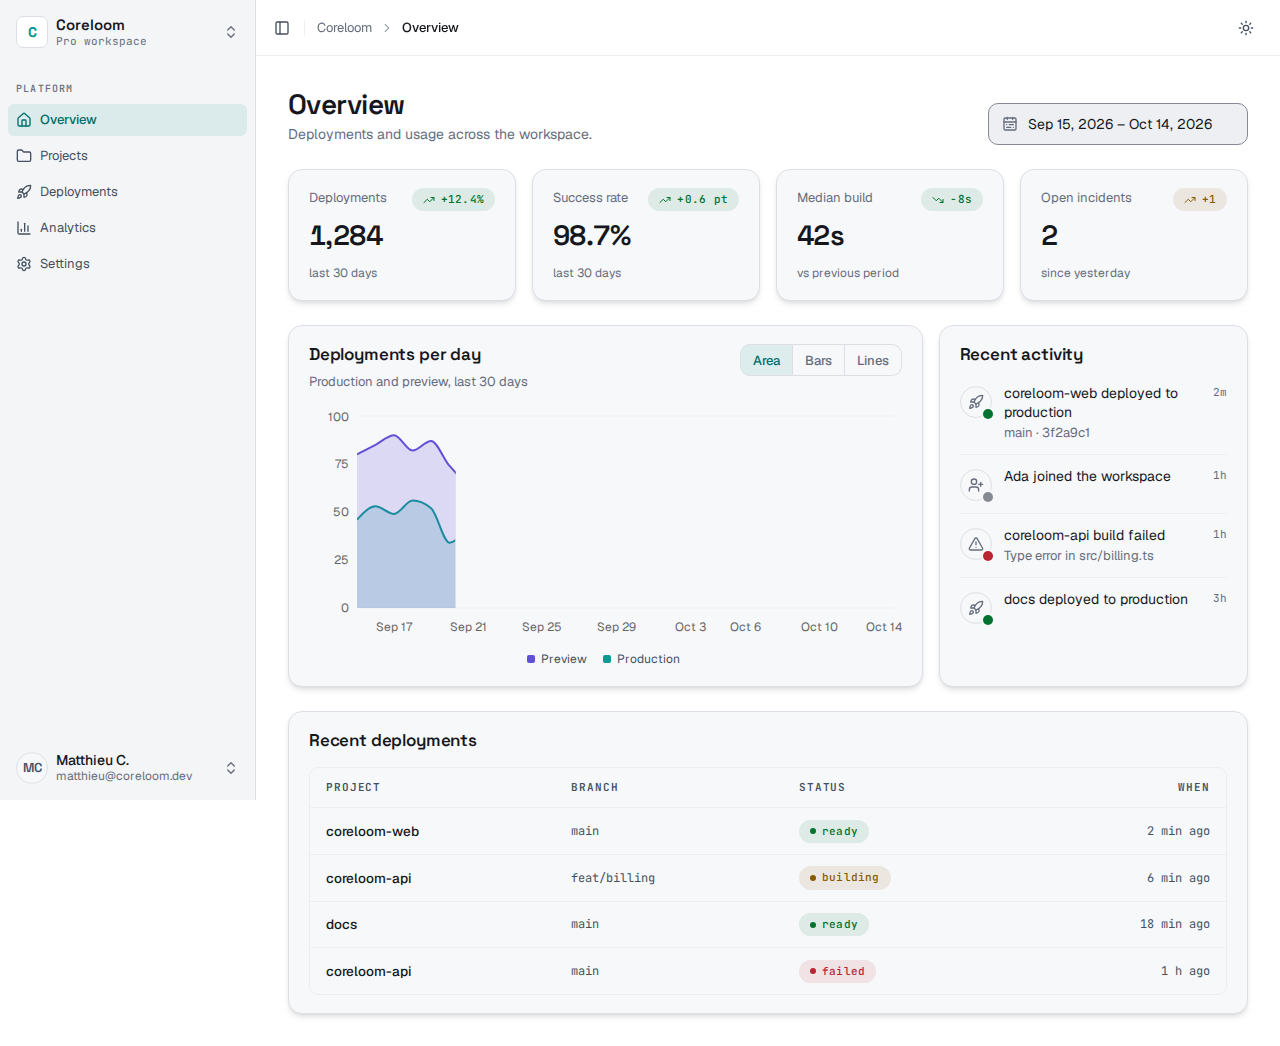 C
Coreloom
Pro workspace
PLATFORM
Overview
Projects
Deployments
Analytics
Settings
MC
Matthieu C.
matthieu@coreloom.dev
Coreloom
Overview
Overview
Deployments and usage across the workspace.
Sep 15, 2026 – Oct 14, 2026
Deployments
+12.4%
1,284
last 30 days
Success rate
+0.6 pt
98.7%
last 30 days
Median build
-8s
42s
vs previous period
Open incidents
+1
2
since yesterday
Deployments per day
Production and preview, last 30 days
Area Bars Lines
100
75
50
25
0
Sep 17 Sep 21 Sep 25 Sep 29 Oct 3 Oct 6 Oct 10 Oct 14
Preview Production
Recent activity
coreloom-web deployed to 2m
production
main · 3f2a9c1
Ada joined the workspace 1h
coreloom-api build failed 1h
Type error in src/billing.ts
docs deployed to production 3h
Recent deployments
PROJECT BRANCH STATUS WHEN
coreloom-web main ready 2 min ago
coreloom-api feat/billing building 6 min ago
docs main ready 18 min ago
coreloom-api main failed 1 h ago